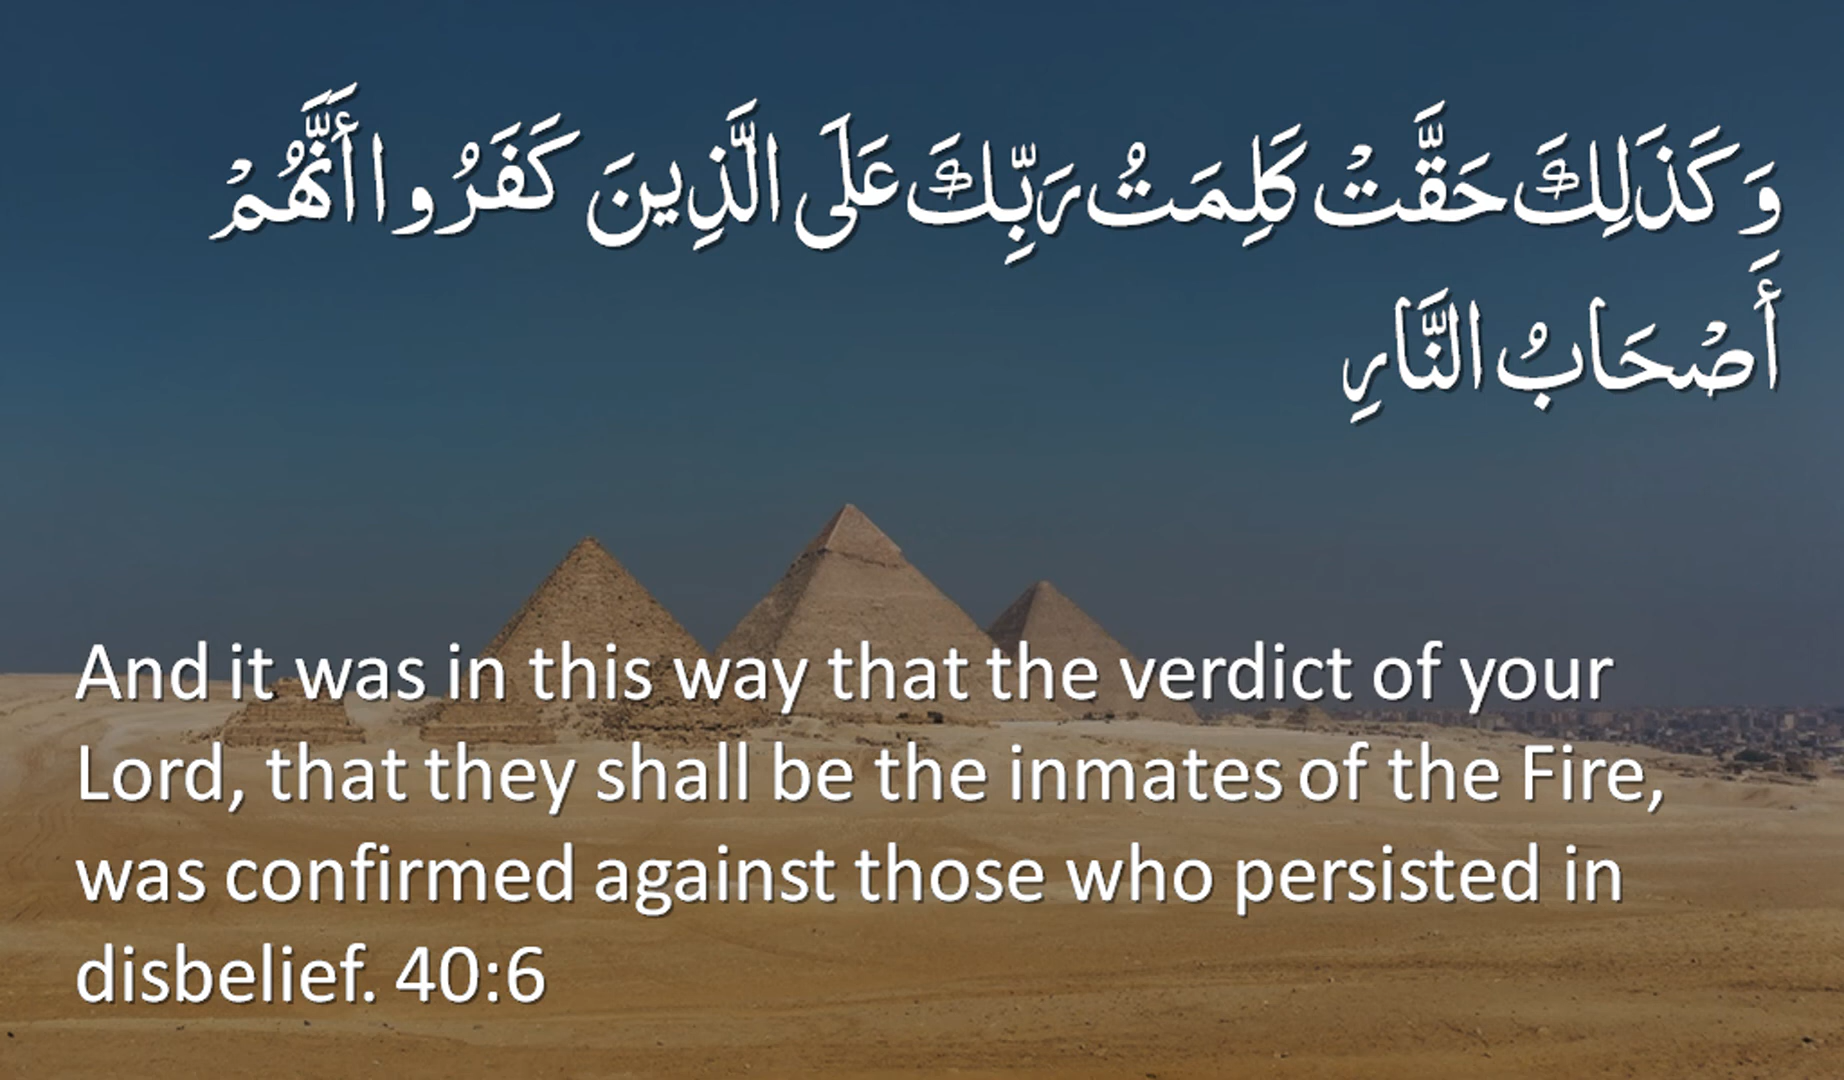 وَكَذَلِكَ حَقَّتْ كَلِمَتُ رَبِّكَ عَلَى الَّذِينَ كَفَرُوا أَنَّهُمْ
أَصْحَابُ النَّارِ
And it was in this way that the verdict of your
Lord, that they shall be the inmates of the Fire,
was confirmed against those who persisted in
disbelief. 40:6